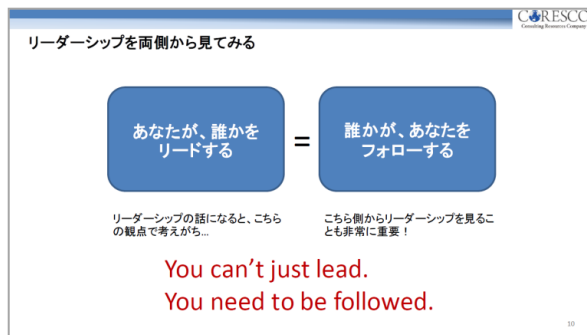 CORESCC
Consulting Resources Company
リーダーシップを両側から見てみる
あなたが、誰かを
リードする
=
誰かが、あなたを
フォローする
リーダーシップの話になると、こちら
の観点で考えがち...
こちら側からリーダーシップを見るこ
とも非常に重要！
You can't just lead.
You need to be followed.
10